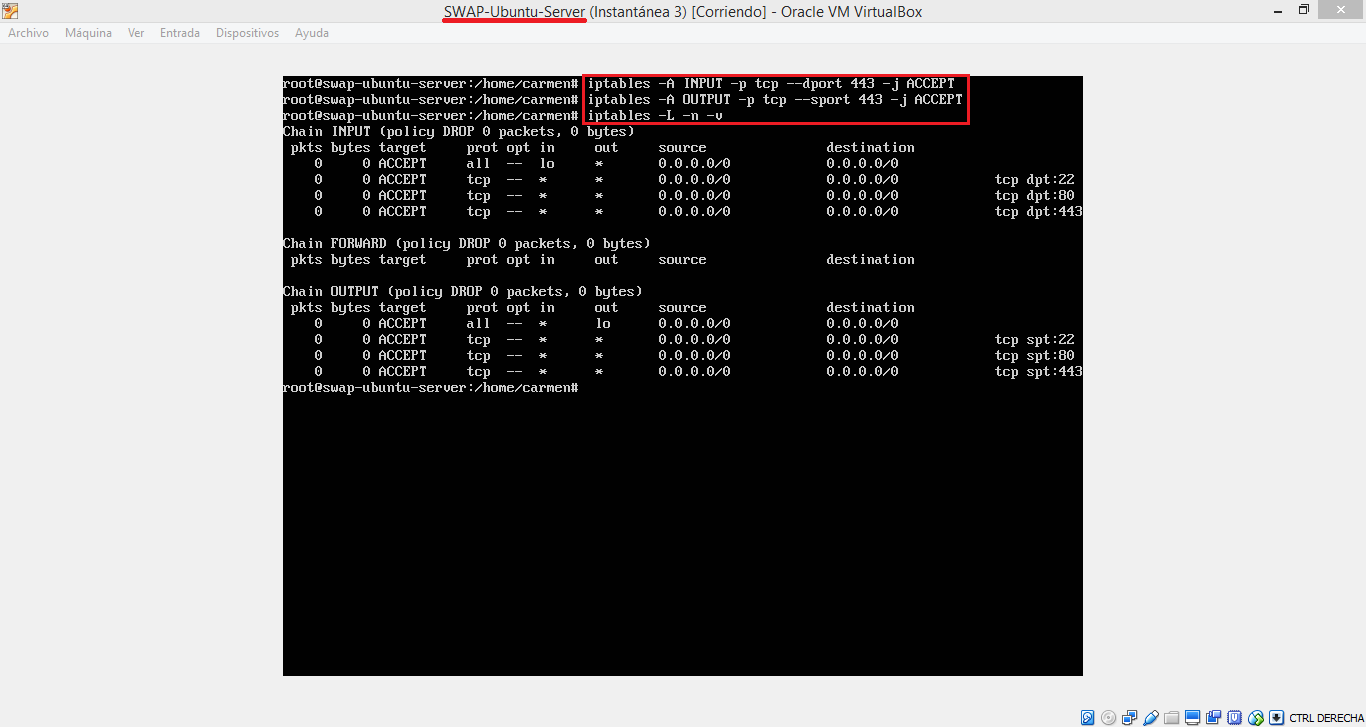 SWAP-Ubuntu-Server (Instantánea 3) [Corriendo] - Oracle VM VirtualBox
Archivo Máquina Ver Entrada Dispositivos Ayuda
root@swap-ubuntu-server:/home/carmen# iptables -A INPUT -p tcp --dport 443 -j ACCEPT
root@swap-ubuntu-server:/home/carmen# iptables -A OUTPUT -p tcp --sport 443 -j ACCEPT
root@swap-ubuntu-server:/home/carmen# iptables -L -n -v
Chain INPUT (policy DROP 0 packets, 0 bytes)
pkts bytes target prot opt in out source destination
0 0 ACCEPT all -- lo * 0.0.0.0/0 0.0.0.0/0
0 0 ACCEPT tcp -- * * 0.0.0.0/0 0.0.0.0/0 tcp dpt:22
0 0 ACCEPT tcp -- * * 0.0.0.0/0 0.0.0.0/0 tcp dpt:80
0 0 ACCEPT tcp -- * * 0.0.0.0/0 0.0.0.0/0 tcp dpt:443
Chain FORWARD (policy DROP 0 packets, 0 bytes)
pkts bytes target prot opt in out source destination
Chain OUTPUT (policy DROP 0 packets, 0 bytes)
pkts bytes target prot opt in out source destination
0 0 ACCEPT all -- * lo 0.0.0.0/0 0.0.0.0/0
0 0 ACCEPT tcp -- * * 0.0.0.0/0 0.0.0.0/0 tcp spt:22
0 0 ACCEPT tcp -- * * 0.0.0.0/0 0.0.0.0/0 tcp spt:80
0 0 ACCEPT tcp -- * * 0.0.0.0/0 0.0.0.0/0 tcp spt:443
root@swap-ubuntu-server:/home/carmen#
CTRL DERECHA